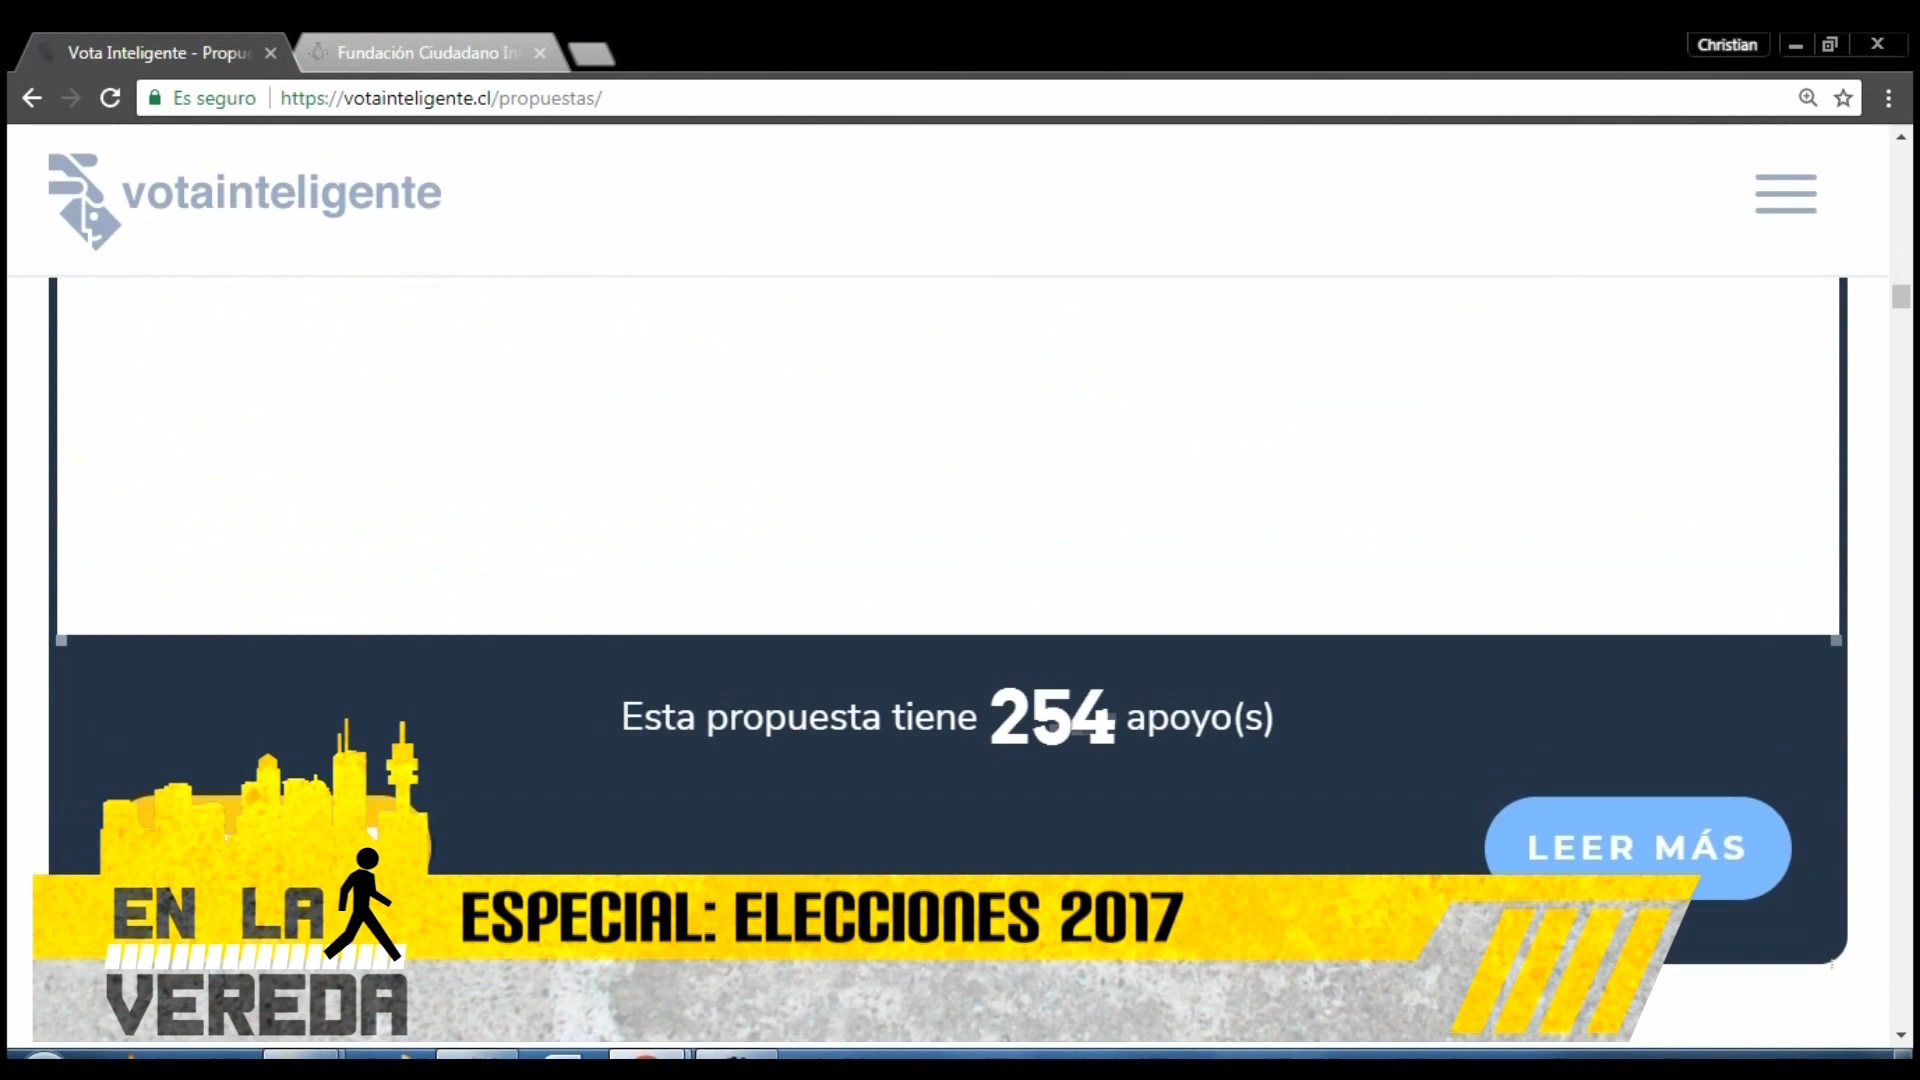 Vota Inteligente - Propu
Fundación Ciudadano In
Christian
Es seguro
https://votainteligente.cl/propuestas/
votainteligente
Esta propuesta tiene 254 apoyo(s)
LEER MÁS
EN LA
VEREDA
ESPECIAL: ELECCIONES 2017